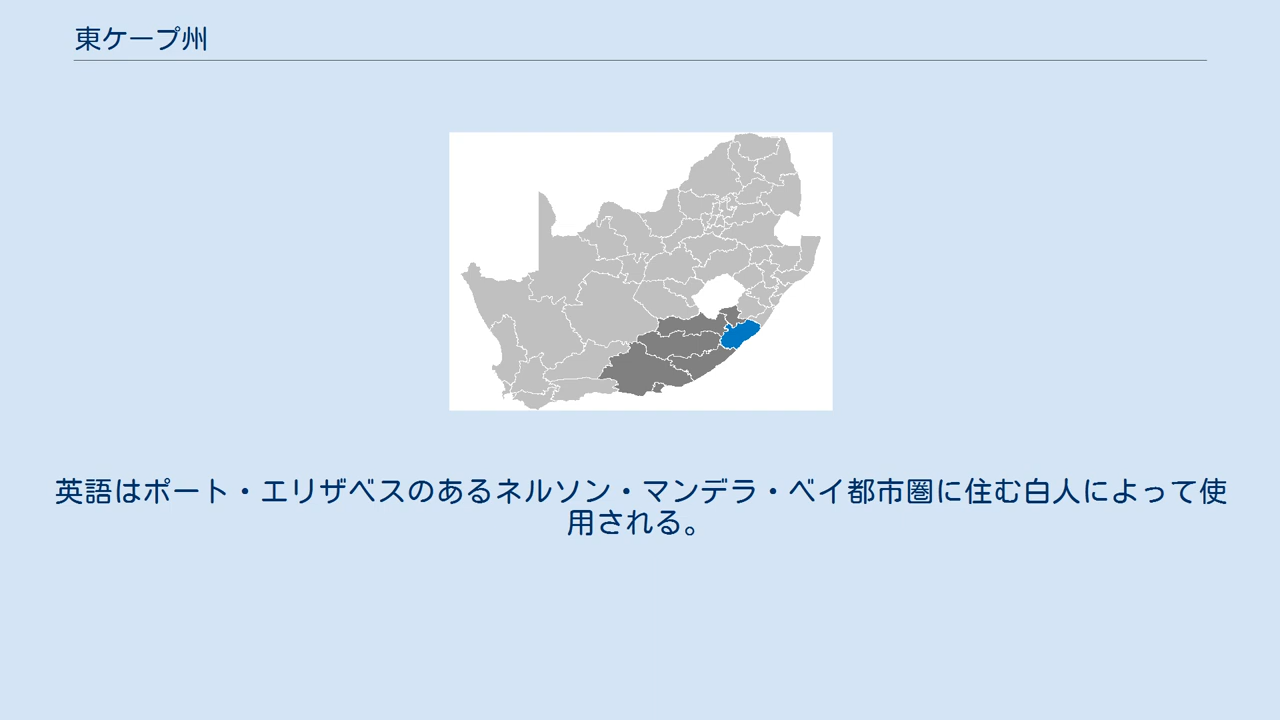 東ケープ州
英語はポート・エリザベスのあるネルソン・マンデラ・ベイ都市圏に住む白人によって使
用される。